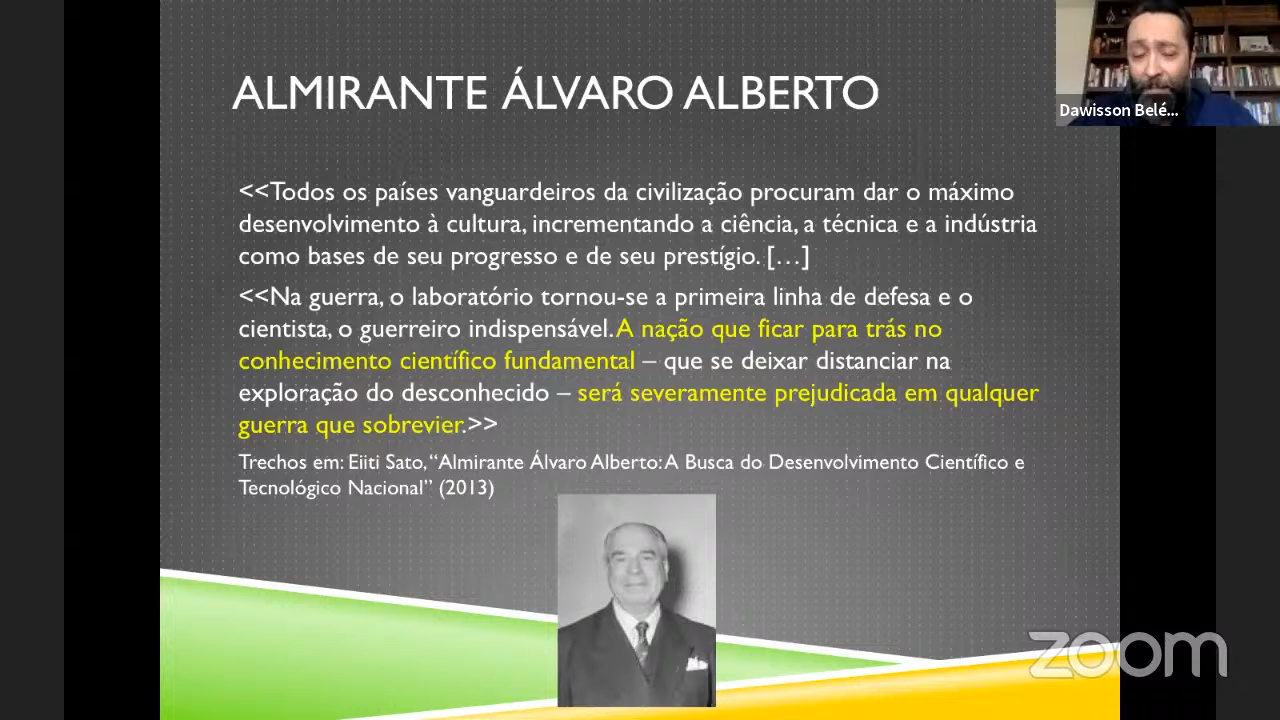 ALMIRANTE ÁLVARO ALBERTO
Dawisson Belé...
<<Todos os países vanguardeiros da civilização procuram dar o máximo
desenvolvimento à cultura, incrementando a ciência, a técnica e a indústria
como bases de seu progresso e de seu prestígio. […]
<<Na guerra, o laboratório tornou-se a primeira linha de defesa e o
cientista, o guerreiro indispensável. A nação que ficar para trás no
conhecimento científico fundamental – que se deixar distanciar na
exploração do desconhecido – será severamente prejudicada em qualquer
guerra que sobrevier.>>
Trechos em: Eiiti Sato, “Almirante Álvaro Alberto: A Busca do Desenvolvimento Científico e
Tecnológico Nacional” (2013)
zoom